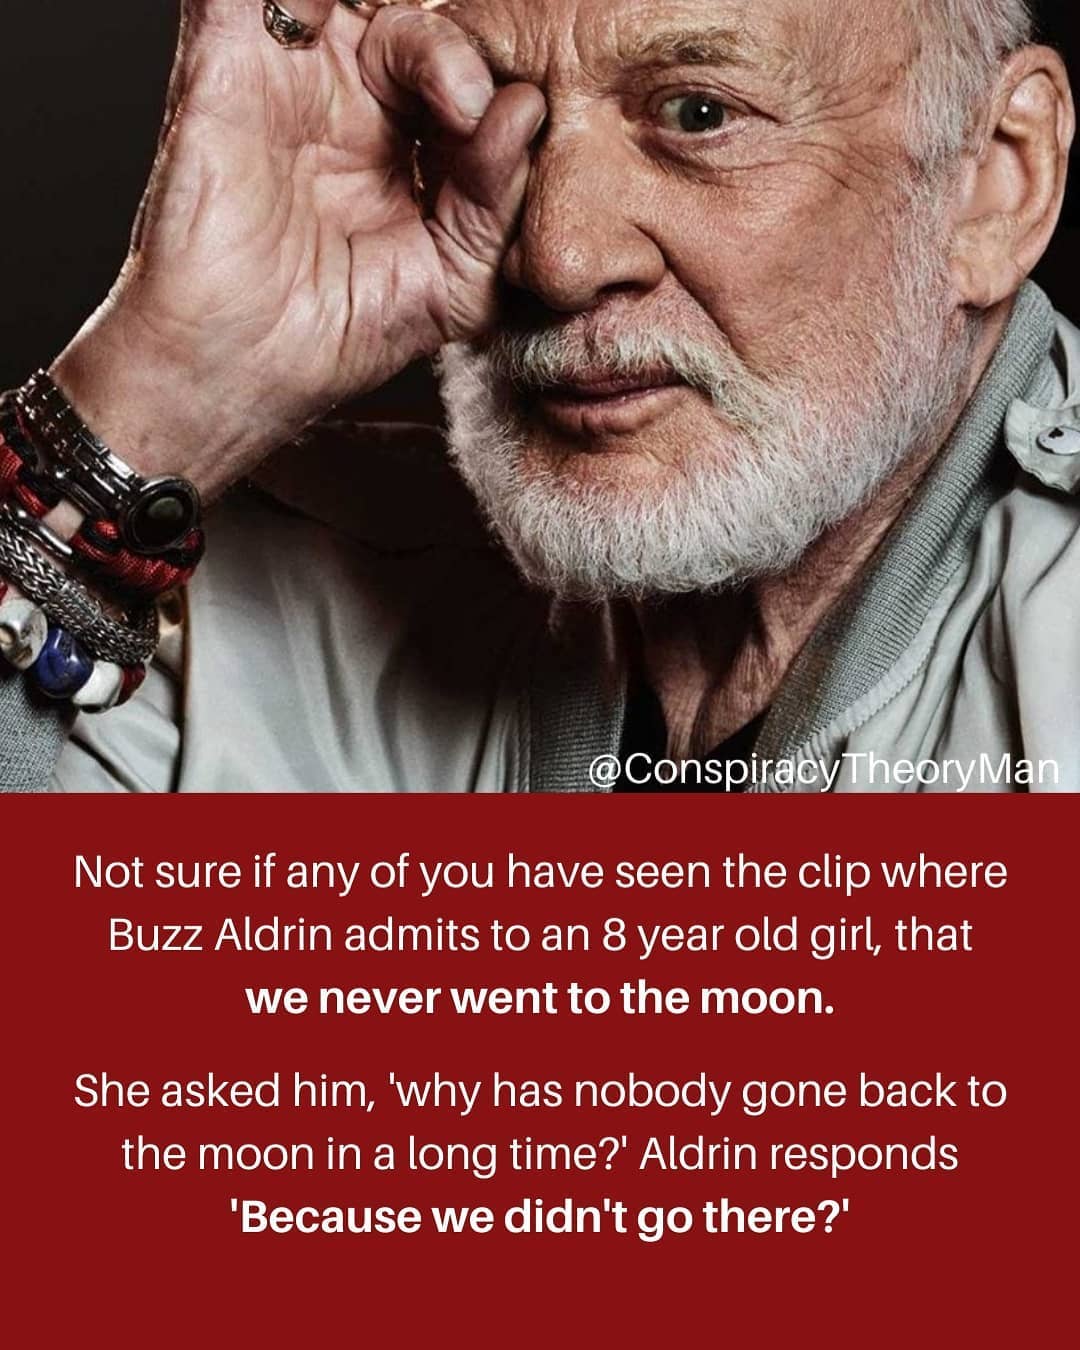 @ConspiracyTheoryMan
Not sure if any of you have seen the clip where
Buzz Aldrin admits to an 8 year old girl, that
we never went to the moon.
She asked him, 'why has nobody gone back to
the moon in a long time?' Aldrin responds
'Because we didn't go there?'